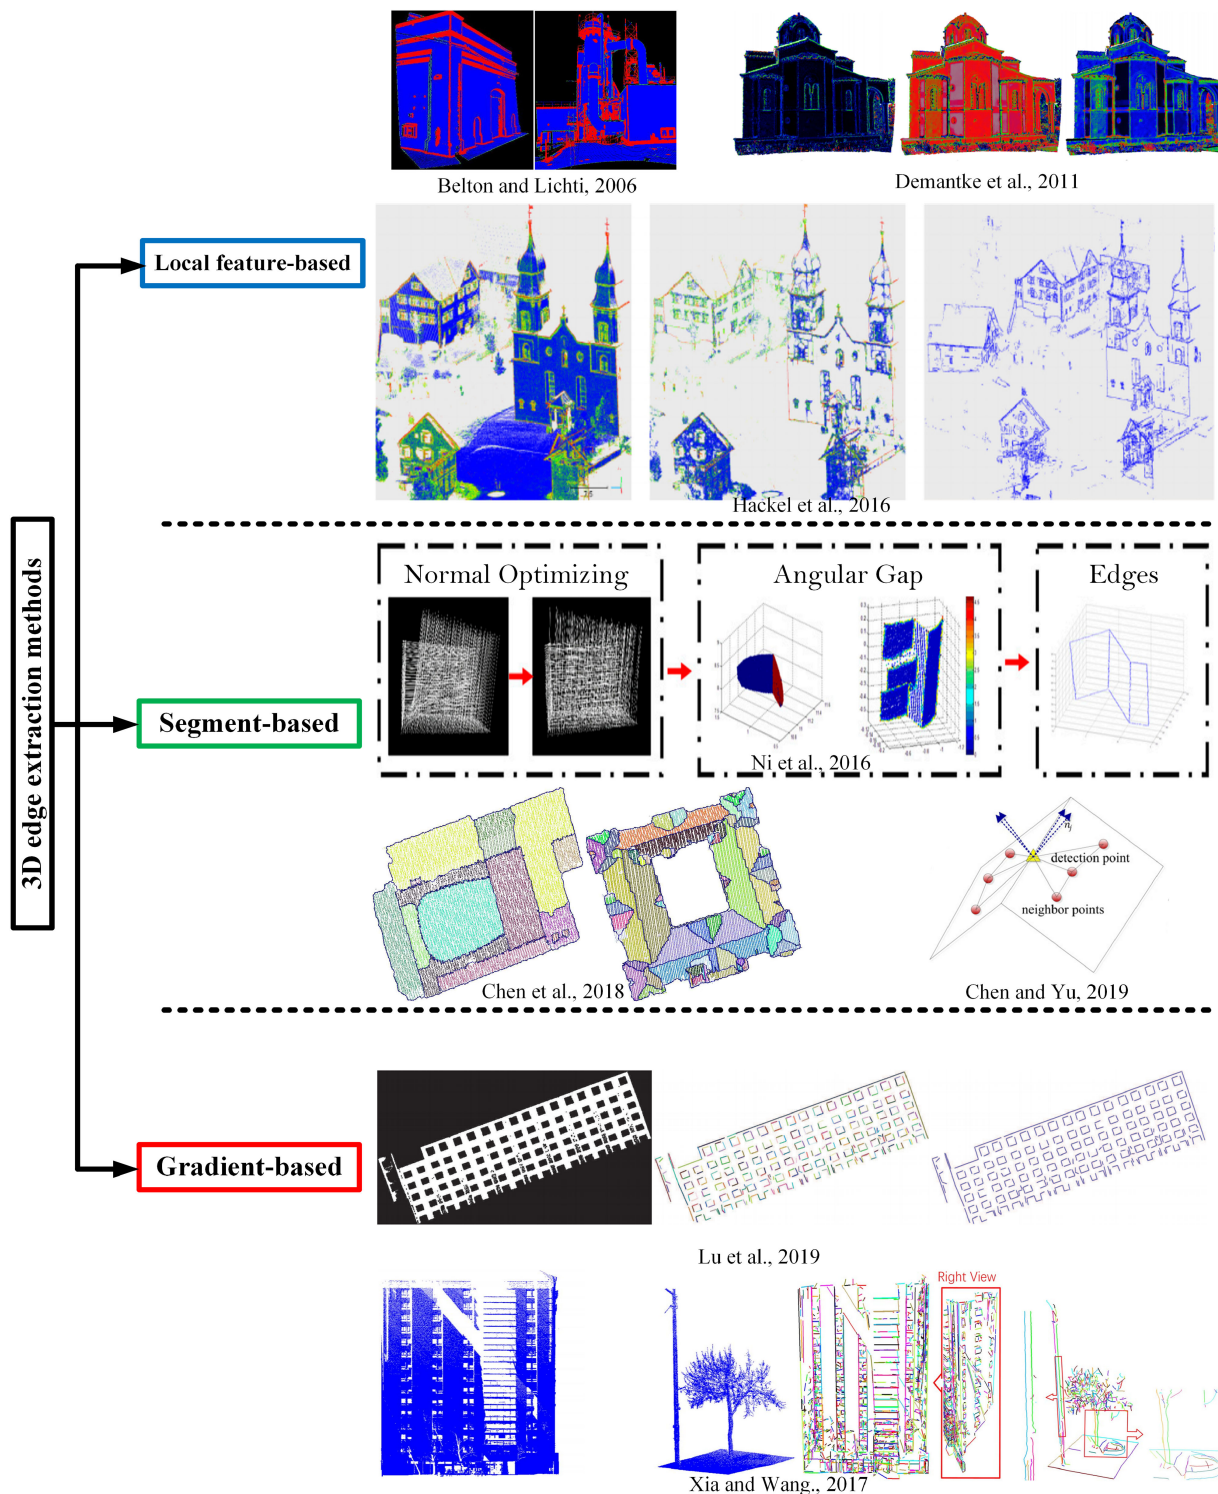 Belton and Lichti, 2006
Demantke et al., 2011
Local feature-based
Hackel et al., 2016
3D edge extraction methods
Normal Optimizing
Angular Gap
Edges
Segment-based
Ni et al., 2016
n_j
detection point
neighbor points
Chen et al., 2018
Chen and Yu, 2019
Gradient-based
Lu et al., 2019
Right View
Xia and Wang., 2017